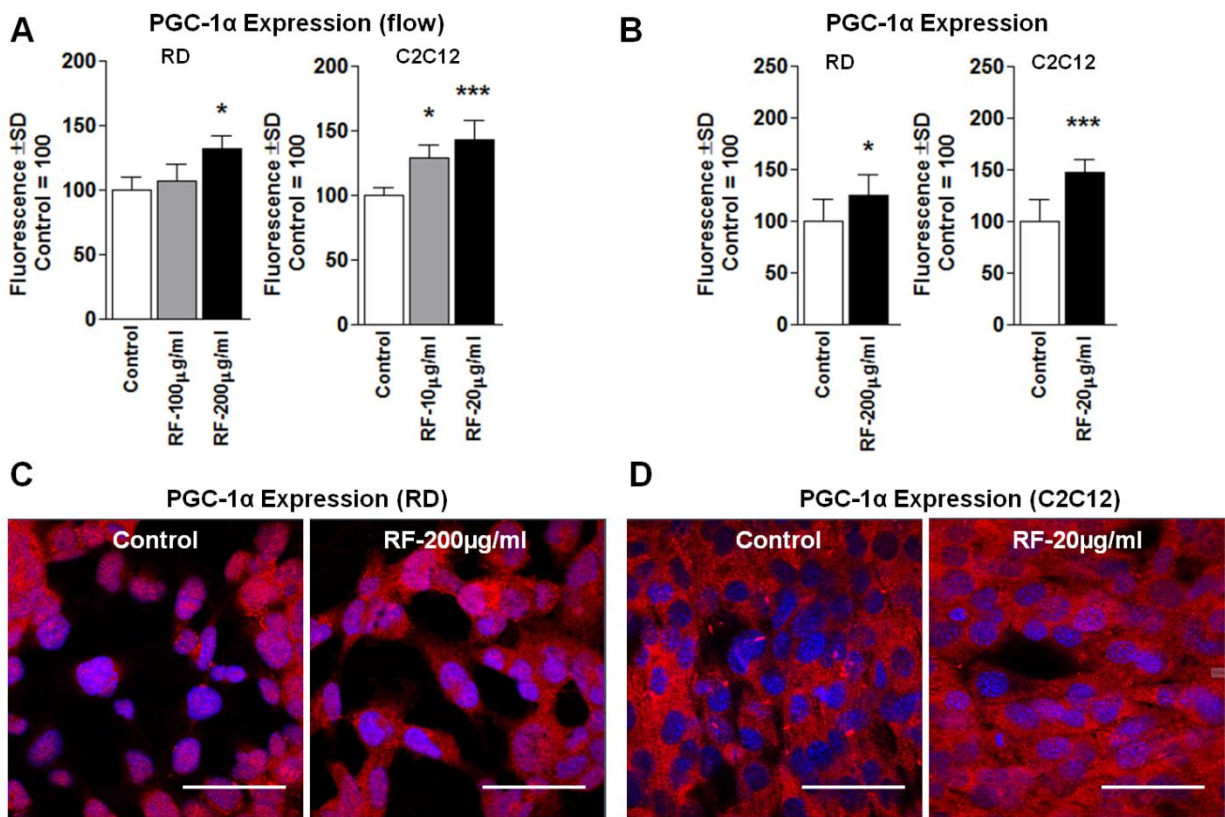 A
PGC-1α Expression (flow)
RD
C2C12
Fluorescence ±SD
Control = 100
200
150
100
50
0
*
Control
RF-100µg/ml
RF-200µg/ml
Fluorescence ±SD
Control = 100
200
150
100
50
0
*
***
Control
RF-10µg/ml
RF-20µg/ml
B
PGC-1α Expression
RD
C2C12
Fluorescence ±SD
Control = 100
250
200
150
100
50
0
*
Control
RF-200µg/ml
Fluorescence ±SD
Control = 100
250
200
150
100
50
0
***
Control
RF-20µg/ml
C
PGC-1α Expression (RD)
Control
RF-200µg/ml
D
PGC-1α Expression (C2C12)
Control
RF-20µg/ml